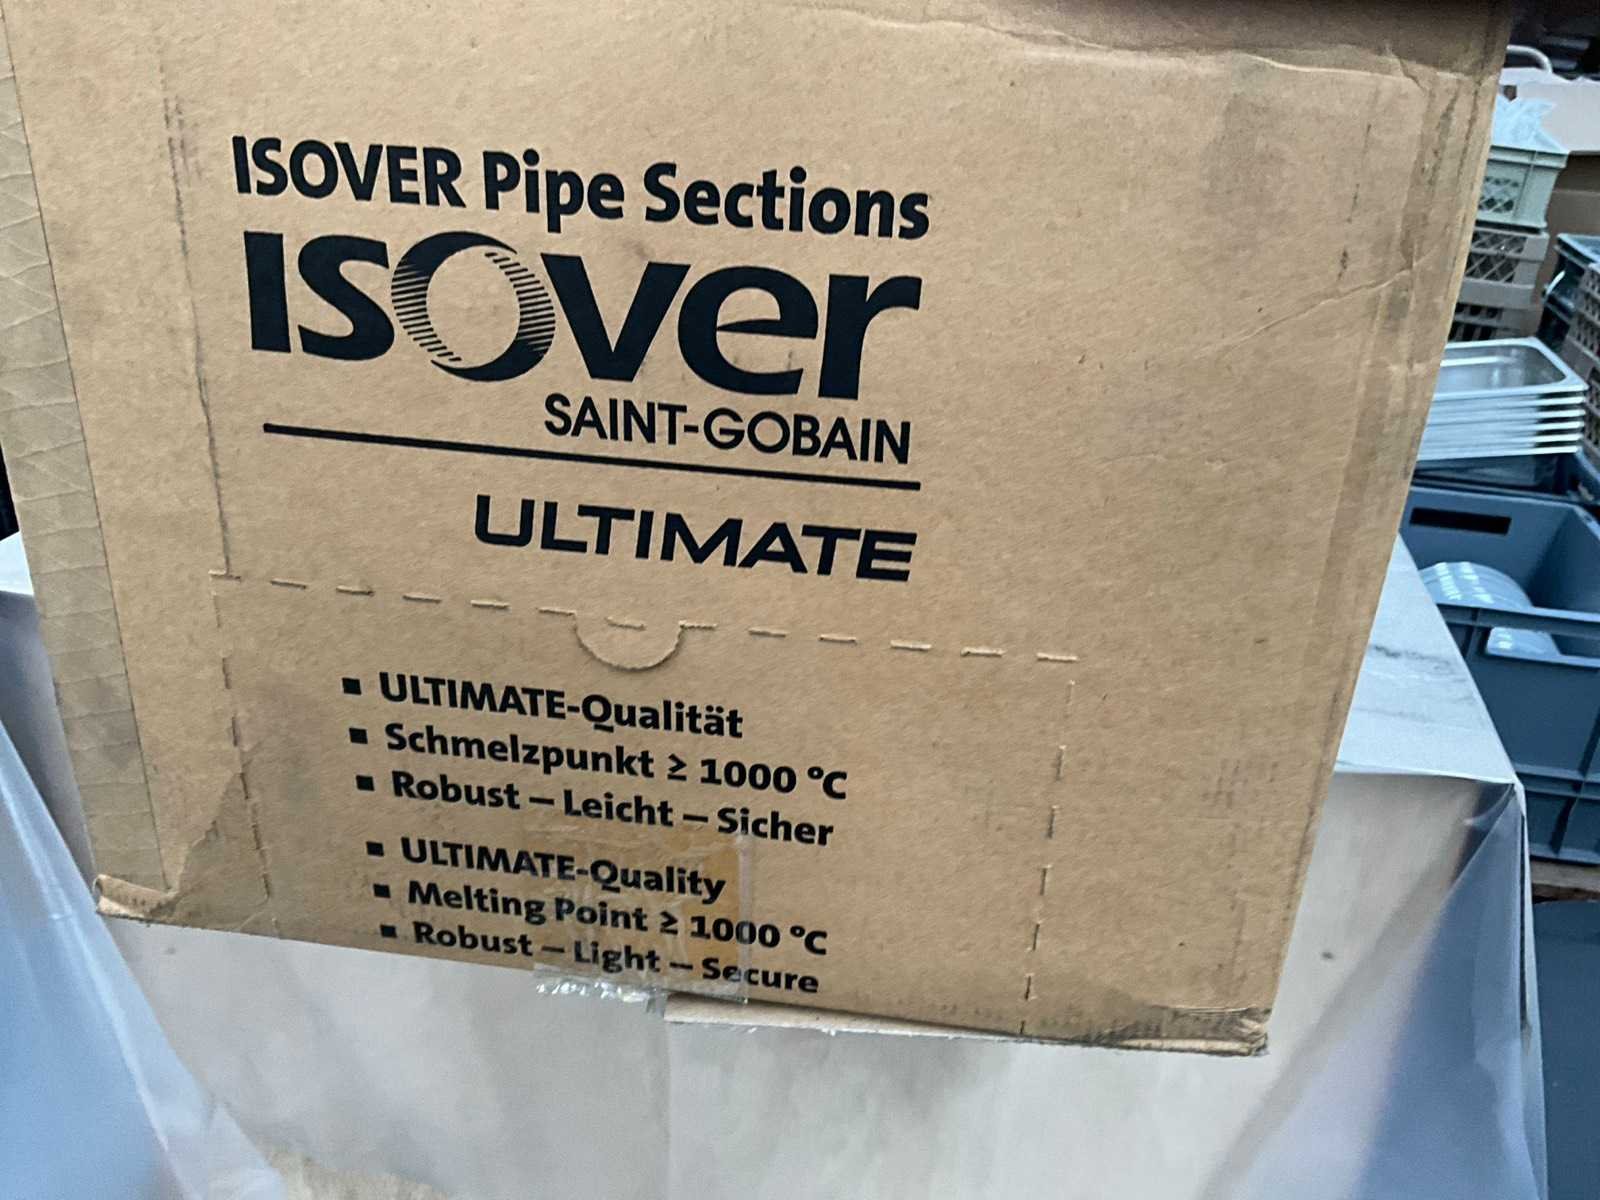 ISOVER Pipe Sections
isover
SAINT-GOBAIN
ULTIMATE
▪ ULTIMATE-Qualität
▪ Schmelzpunkt ≥ 1000 °C
▪ Robust – Leicht – Sicher
▪ ULTIMATE-Quality
▪ Melting Point ≥ 1000 °C
▪ Robust – Light – Secure